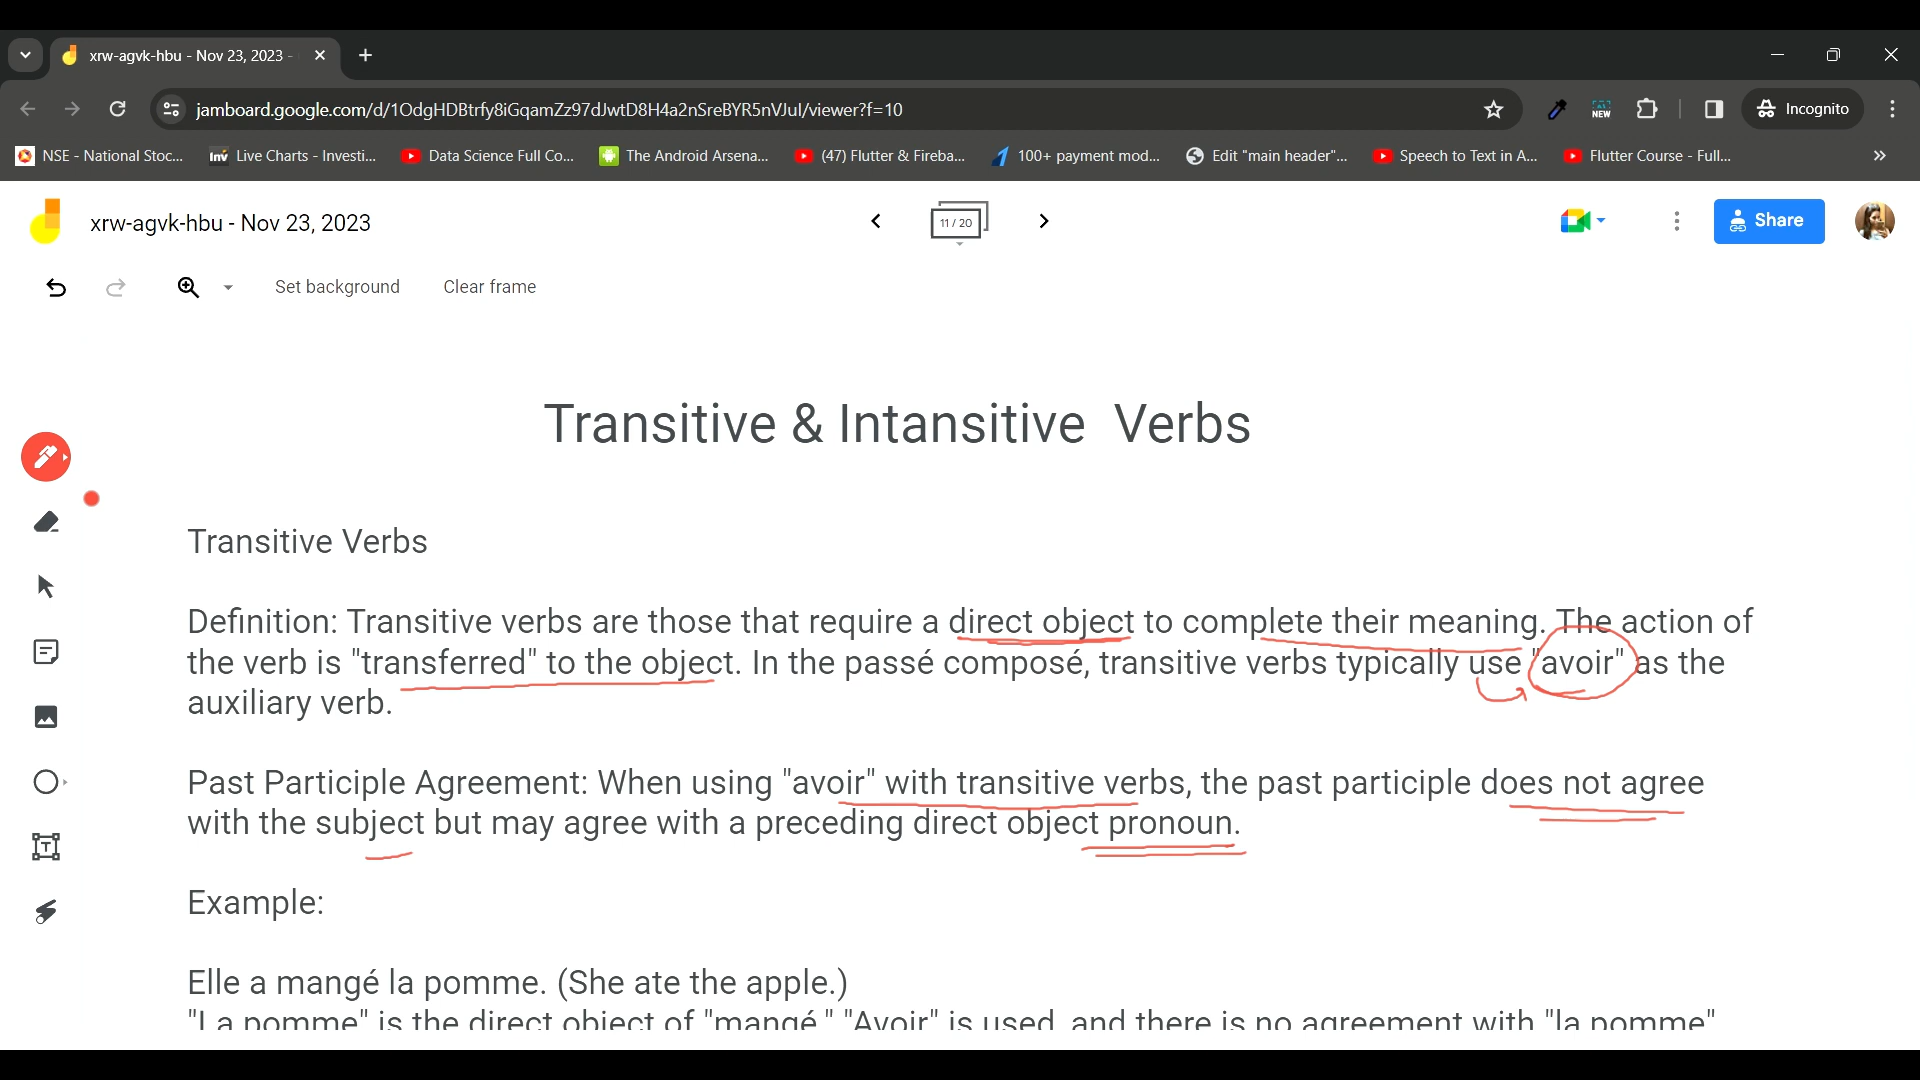 xrw-agvk-hbu - Nov 23, 2023 -
jamboard.google.com/d/1OdgHDBtrfy8iGqamZz97dJwtD8H4a2nSreBYR5nVJuI/viewer?f=10
NEW
Incognito
NSE - National Stoc...
Inv Live Charts - Investi...
Data Science Full Co...
The Android Arsena...
(47) Flutter & Fireba...
100+ payment mod...
Edit "main header"...
Speech to Text in A...
Flutter Course - Full...
xrw-agvk-hbu - Nov 23, 2023
11 / 20
Share
Set background
Clear frame
Transitive & Intansitive Verbs
Transitive Verbs
Definition: Transitive verbs are those that require a direct object to complete their meaning. The action of
the verb is "transferred" to the object. In the passé composé, transitive verbs typically use "avoir" as the
auxiliary verb.
Past Participle Agreement: When using "avoir" with transitive verbs, the past participle does not agree
with the subject but may agree with a preceding direct object pronoun.
Example:
Elle a mangé la pomme. (She ate the apple.)
"La pomme" is the direct object of "mangé." "Avoir" is used, and there is no agreement with "la pomme"